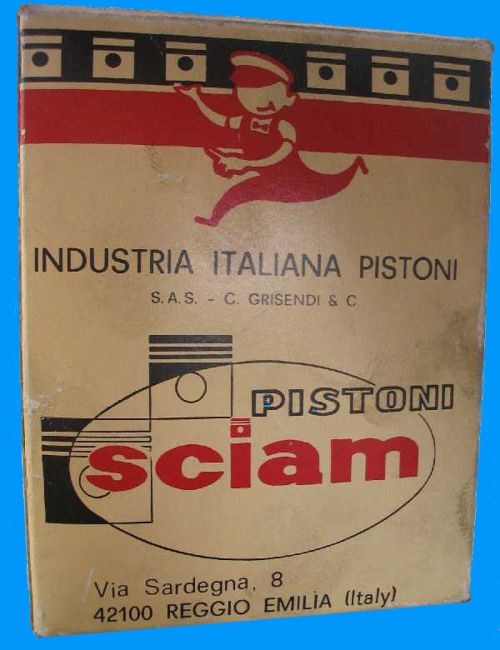 INDUSTRIA ITALIANA PISTONI
S.A.S. - C. GRISENDI & C
PISTONI
sciam
Via Sardegna, 8
42100 REGGIO EMILIA (Italy)